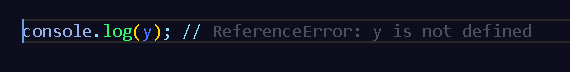 console.log(y); // ReferenceError: y is not defined